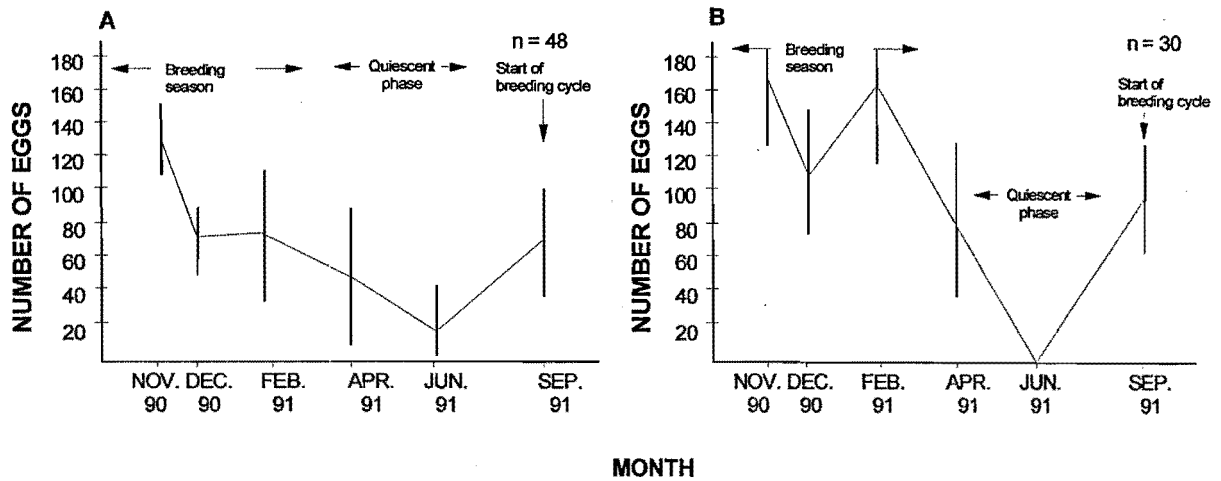 A
n = 48
Breeding
season
Quiescent
phase
Start of
breeding cycle
180
160
140
120
100
80
60
40
20
NUMBER OF EGGS
NOV. DEC. FEB. APR. JUN. SEP.
90 90 91 91 91 91
B
n = 30
Breeding
season
Start of
breeding cycle
Quiescent
phase
180
160
140
120
100
80
60
40
20
NUMBER OF EGGS
NOV. DEC. FEB. APR. JUN. SEP.
90 90 91 91 91 91
MONTH